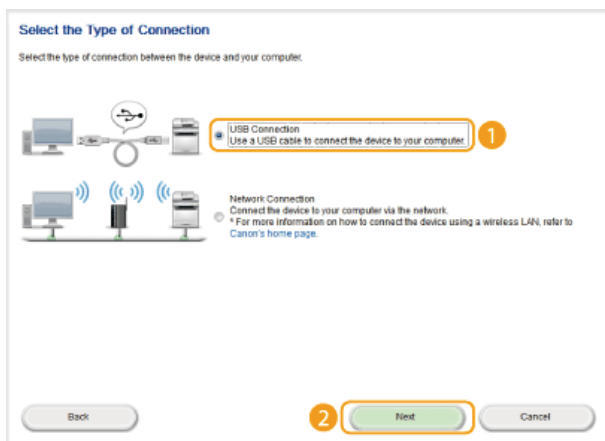 Select the Type of Connection
Select the type of connection between the device and your computer.
USB Connection
Use a USB cable to connect the device to your computer.
1
Network Connection
Connect the device to your computer via the network.
* For more information on how to connect the device using a wireless LAN, refer to
Canon's home page.
Back
2
Next
Cancel